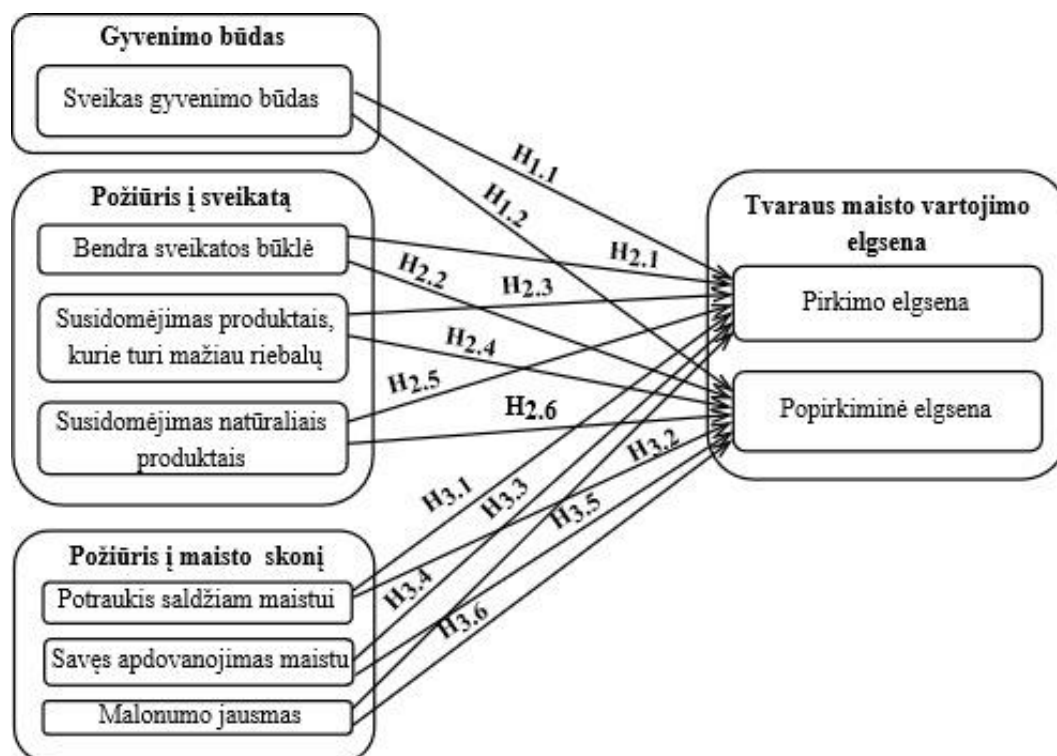 Gyvenimo būdas
Sveikas gyvenimo būdas
Požiūris į sveikatą
Bendra sveikatos būklė
Susidomėjimas produktais,
kurie turi mažiau riebalų
Susidomėjimas natūraliais
produktais
Požiūris į maisto skonį
Potraukis saldžiam maistui
Savęs apdovanojimas maistu
Malonumo jausmas
H1.1
H1.2
H2.1
H2.2
H2.3
H2.4
H2.5
H2.6
H3.1
H3.2
H3.3
H3.4
H3.5
H3.6
Tvaraus maisto vartojimo
elgsena
Pirkimo elgsena
Popirkiminė elgsena